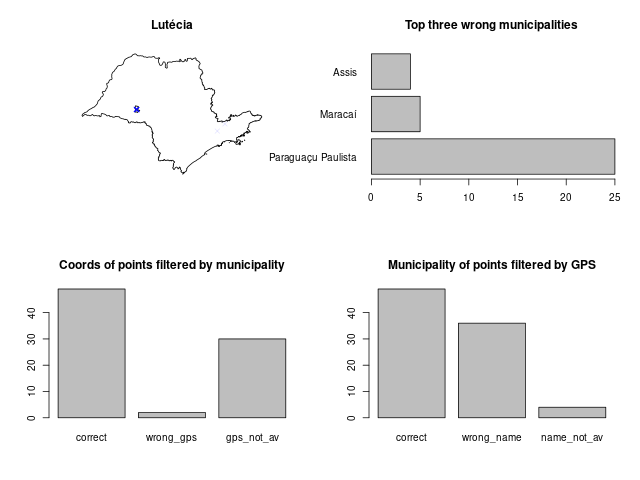 Lutécia
Top three wrong municipalities
Assis
Maracaí
Paraguaçu Paulista
0 5 10 15 20 25
Coords of points filtered by municipality
40
30
20
10
0
correct wrong_gps gps_not_av
Municipality of points filtered by GPS
40
30
20
10
0
correct wrong_name name_not_av